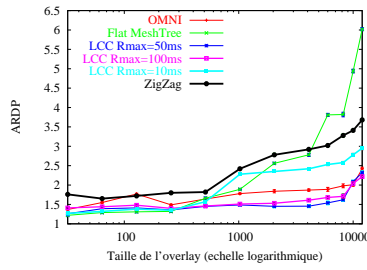 6.5
6
5.5
5
4.5
4
3.5
3
2.5
2
1.5
1
ARDP
OMNI
Flat MeshTree
LCC Rmax=50ms
LCC Rmax=100ms
LCC Rmax=10ms
ZigZag
100 1000 10000
Taille de l'overlay (echelle logarithmique)